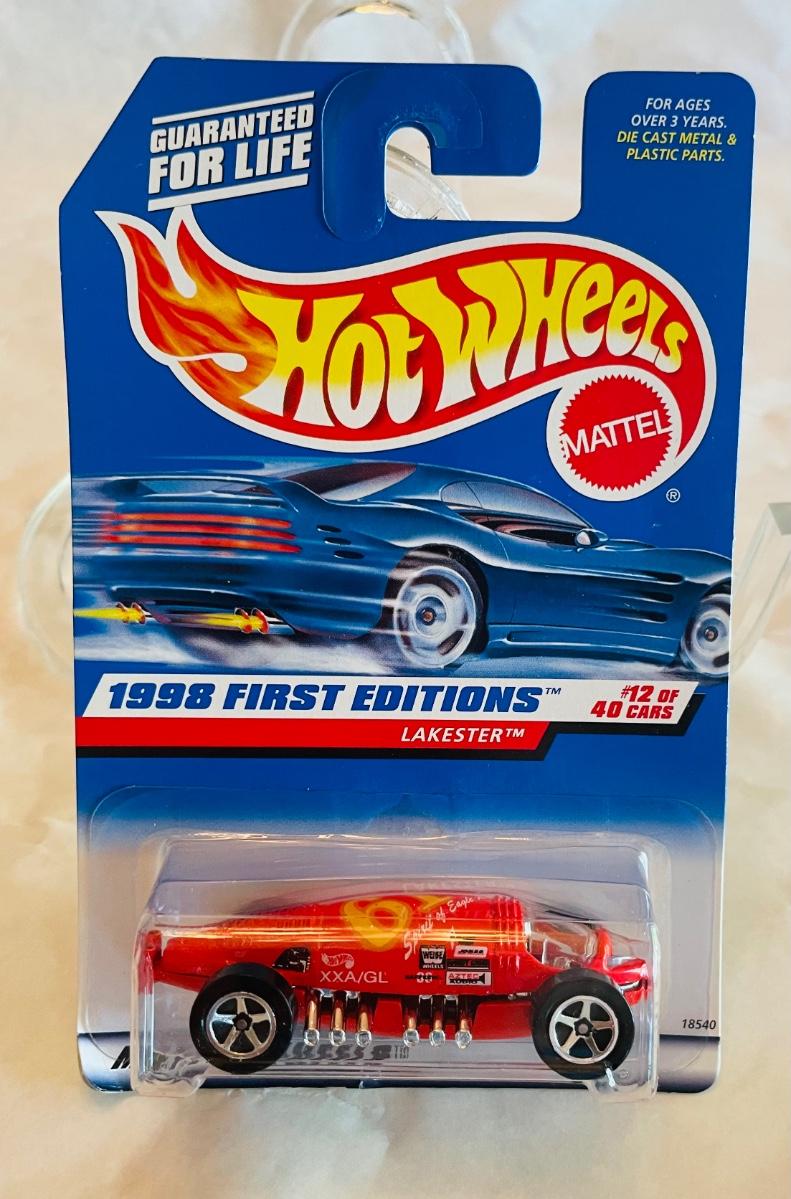 GUARANTEED
FOR LIFE
FOR AGES
OVER 3 YEARS.
DIE CAST METAL &
PLASTIC PARTS.
HOT WHEELS
MATTEL
®
1998 FIRST EDITIONS™
#12 OF
40 CARS
LAKESTER™
Spirit of Eagle
XXA/GL
WHEELS
AZTEC
AUDIO
18540